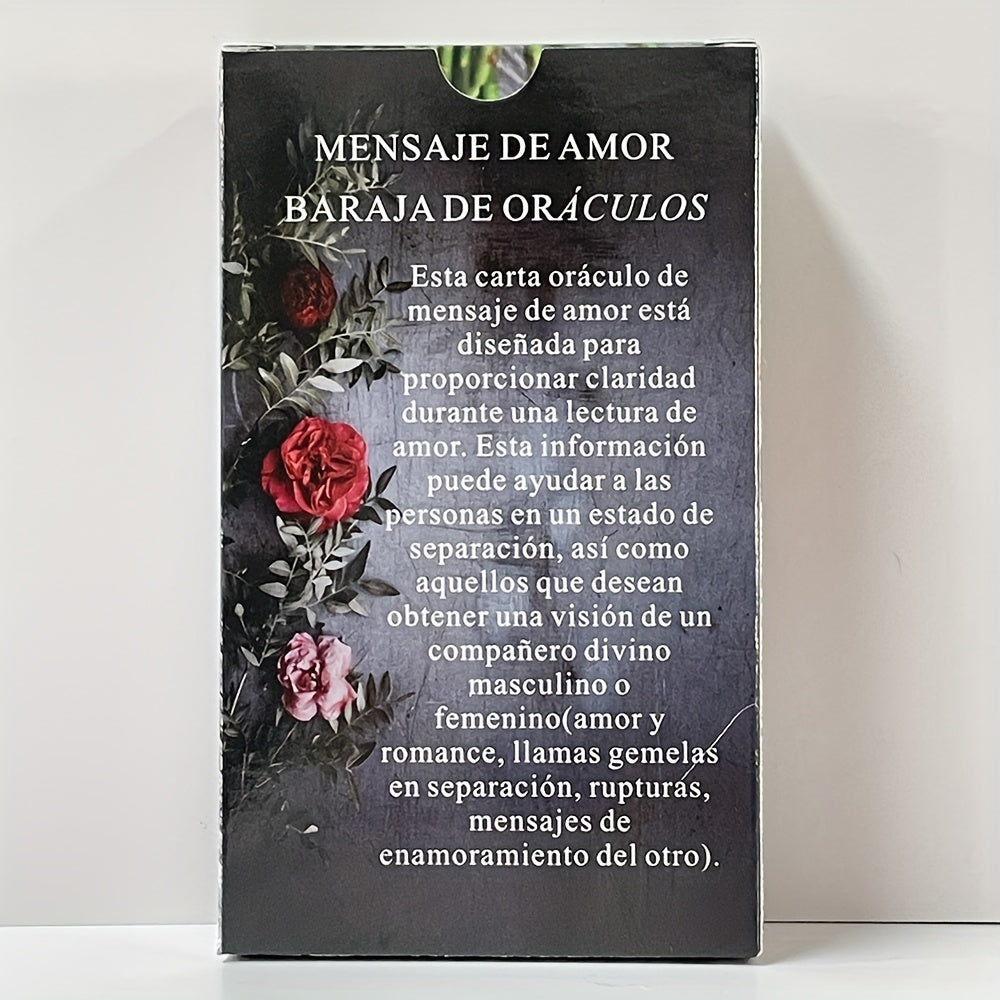 MENSAJE DE AMOR
BARAJA DE ORÁCULOS
Esta carta oráculo de
mensaje de amor está
diseñada para
proporcionar claridad
durante una lectura de
amor. Esta información
puede ayudar a las
personas en un estado de
separación, así como
aquellos que desean
obtener una visión de un
compañero divino
masculino o
femenino(amor y
romance, llamas gemelas
en separación, rupturas,
mensajes de
enamoramiento del otro).